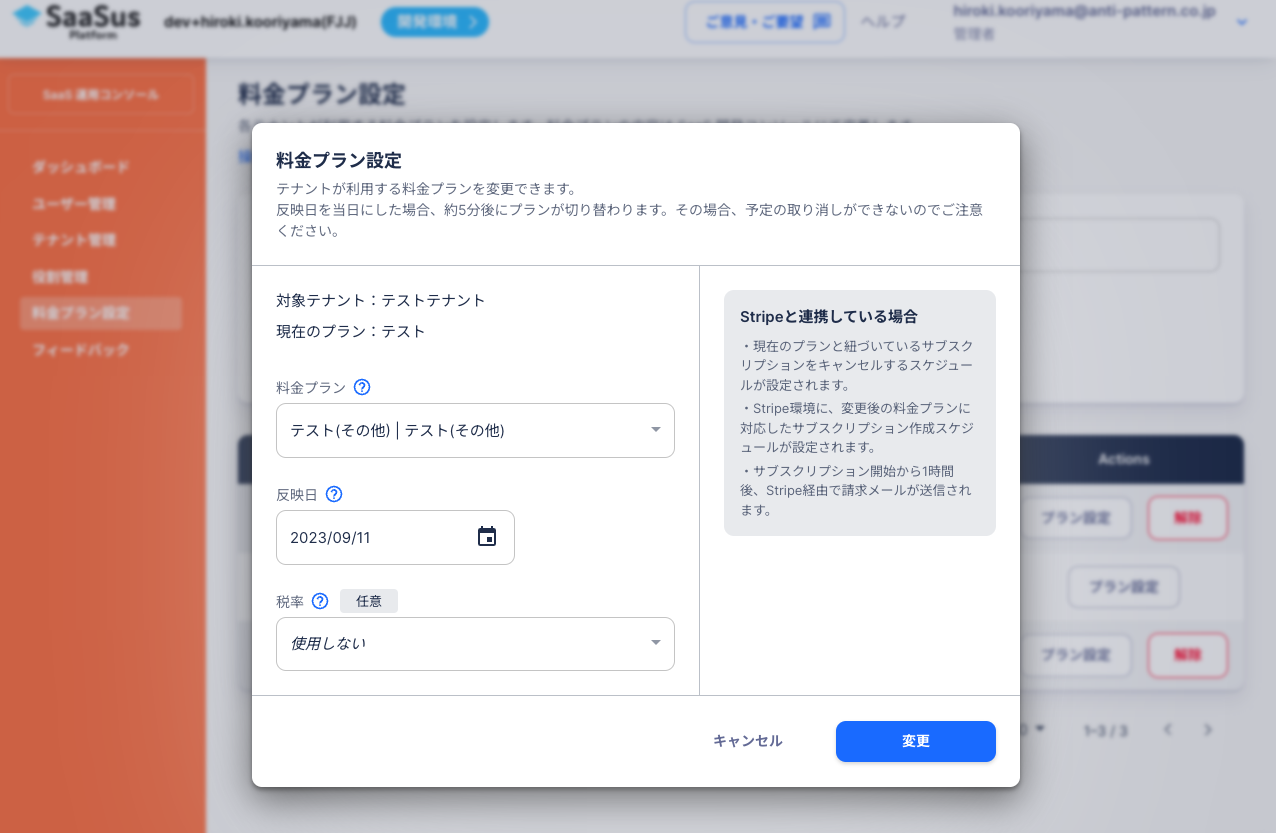 SaaSus
Platform
dev+hiroki.kooriyama(FJJ)
開発環境
ご意見・ご要望
ヘルプ
hiroki.kooriyama@anti-pattern.co.jp
管理者
SaaS 運用コンソール
ダッシュボード
ユーザー管理
テナント管理
役割管理
料金プラン設定
フィードバック
料金プラン設定
料金プラン設定
テナントが利用する料金プランを変更できます。
反映日を当日にした場合、約5分後にプランが切り替わります。その場合、予定の取り消しができないのでご注意
ください。
対象テナント：テストテナント
現在のプラン：テスト
料金プラン
テスト(その他) | テスト(その他)
反映日
2023/09/11
税率
任意
使用しない
Stripeと連携している場合
・現在のプランと紐づいているサブスク
リプションをキャンセルするスケジュー
ルが設定されます。
・Stripe環境に、変更後の料金プランに
対応したサブスクリプション作成スケジ
ュールが設定されます。
・サブスクリプション開始から1時間
後、Stripe経由で請求メールが送信され
ます。
キャンセル
変更
Actions
プラン設定
解除
プラン設定
プラン設定
解除
1–3 / 3